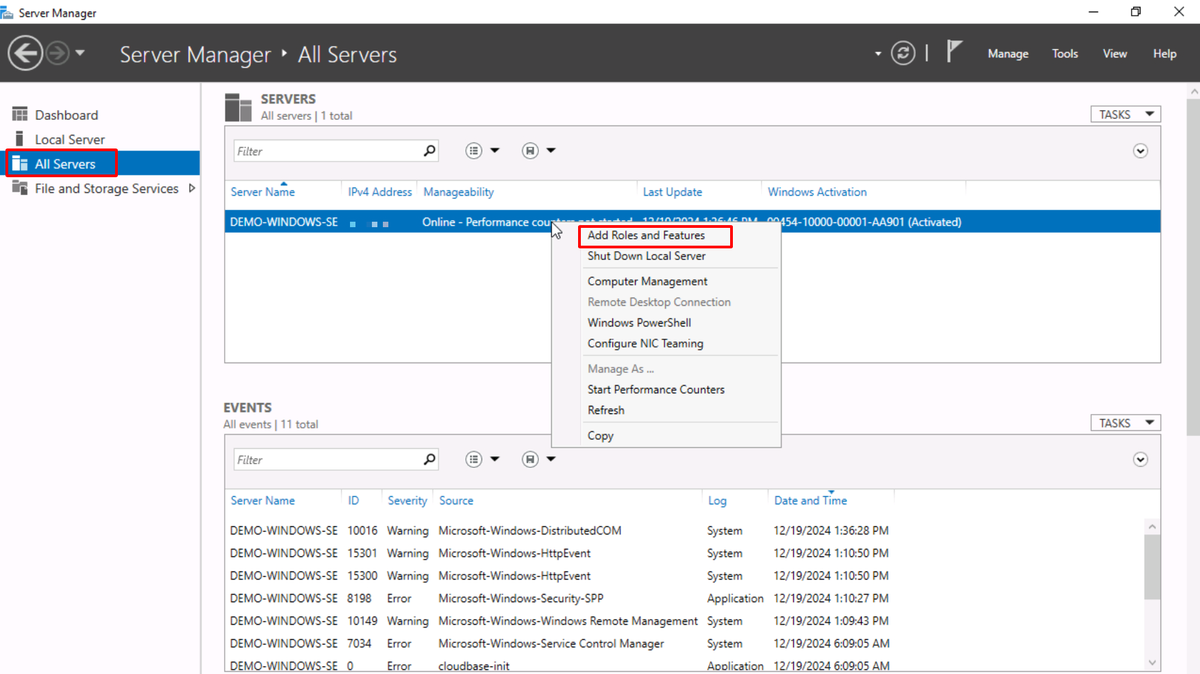 Server Manager
Server Manager ‣ All Servers
Manage Tools View Help
Dashboard
Local Server
All Servers
File and Storage Services
SERVERS
All servers | 1 total
TASKS
Filter
Server Name IPv4 Address Manageability Last Update Windows Activation
DEMO-WINDOWS-SE Online - Performance counters not started 12/19/2024 1:26:46 PM 00454-10000-00001-AA901 (Activated)
Add Roles and Features
Shut Down Local Server
Computer Management
Remote Desktop Connection
Windows PowerShell
Configure NIC Teaming
Manage As ...
Start Performance Counters
Refresh
Copy
EVENTS
All events | 11 total
TASKS
Filter
Server Name ID Severity Source Log Date and Time
DEMO-WINDOWS-SE 10016 Warning Microsoft-Windows-DistributedCOM System 12/19/2024 1:36:28 PM
DEMO-WINDOWS-SE 15301 Warning Microsoft-Windows-HttpEvent System 12/19/2024 1:10:50 PM
DEMO-WINDOWS-SE 15300 Warning Microsoft-Windows-HttpEvent System 12/19/2024 1:10:50 PM
DEMO-WINDOWS-SE 8198 Error Microsoft-Windows-Security-SPP Application 12/19/2024 1:10:27 PM
DEMO-WINDOWS-SE 10149 Warning Microsoft-Windows-Windows Remote Management System 12/19/2024 1:09:43 PM
DEMO-WINDOWS-SE 7034 Error Microsoft-Windows-Service Control Manager System 12/19/2024 6:09:05 AM
DEMO-WINDOWS-SE 0 Error cloudbase-init Application 12/19/2024 6:09:05 AM